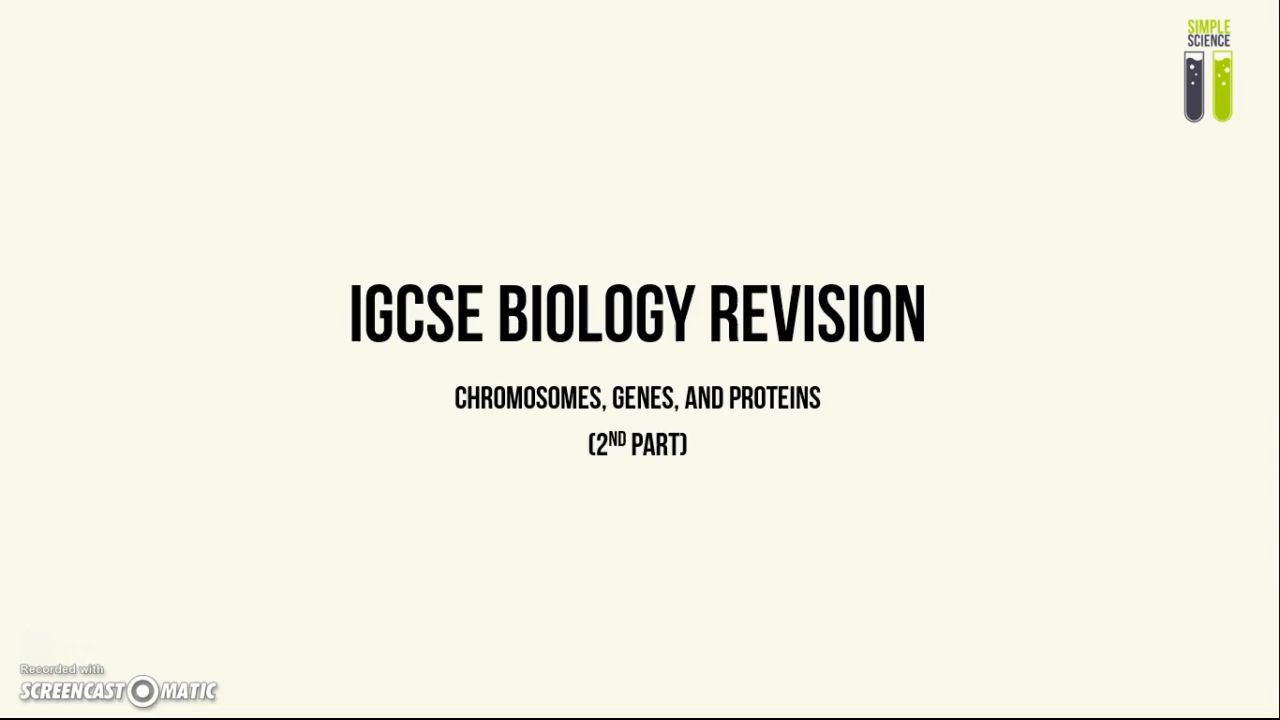 SIMPLE
SCIENCE
IGCSE BIOLOGY REVISION
CHROMOSOMES, GENES, AND PROTEINS
(2ND PART)
Recorded with
SCREENCAST MATIC